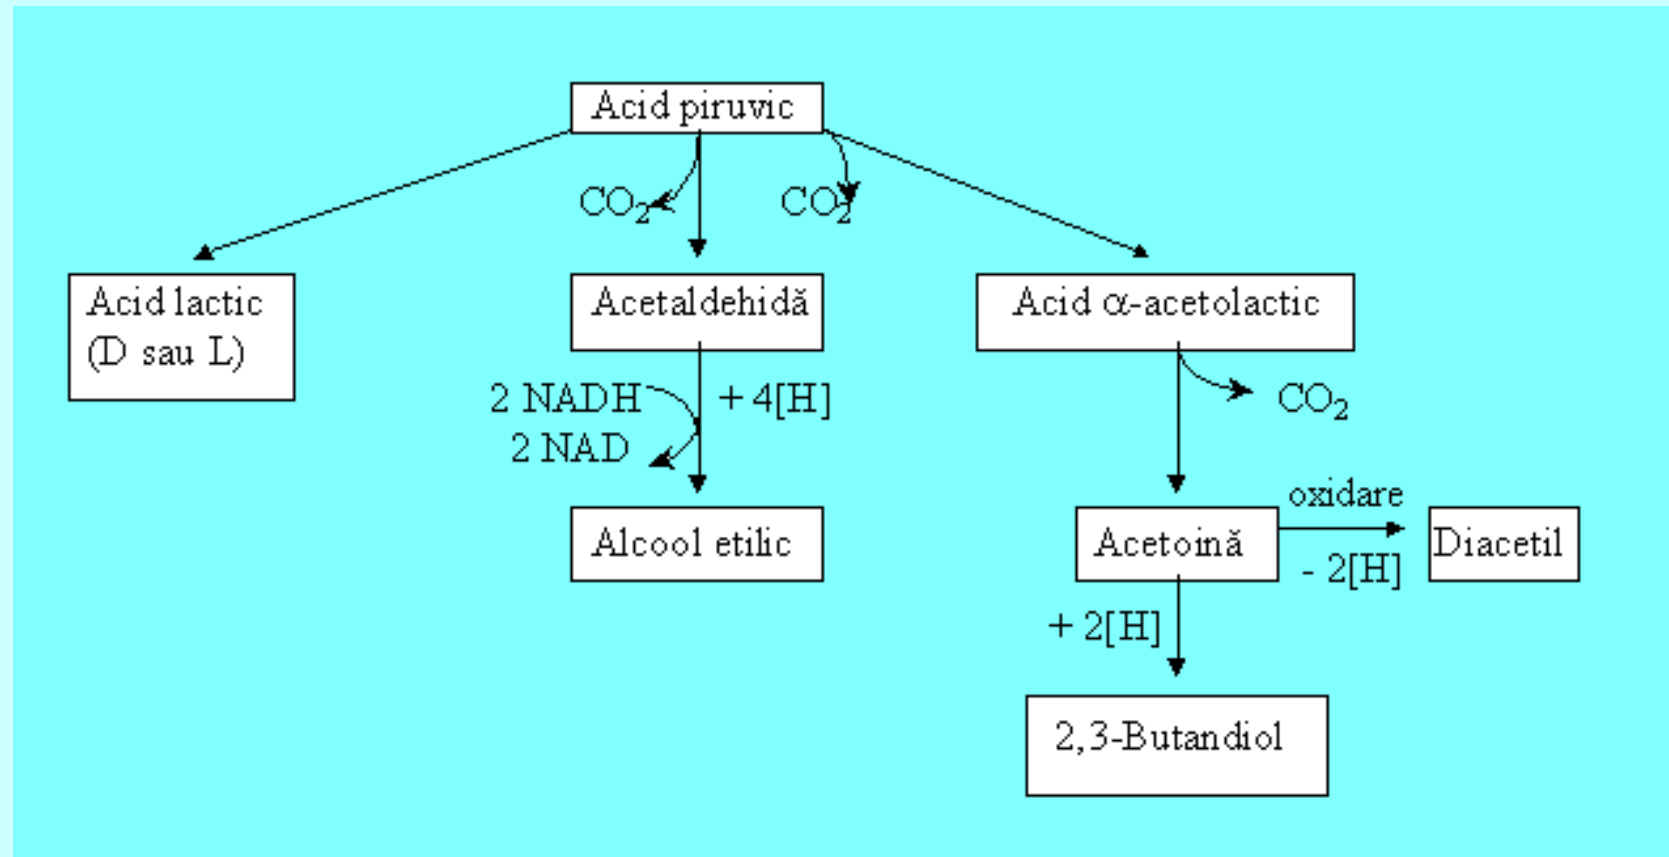 Acid piruvic
CO₂
CO₂
Acid lactic
(D sau L)
Acetaldehidă
Acid α-acetolactic
2 NADH
+ 4[H]
2 NAD
CO₂
Alcool etilic
Acetoină
oxidare
- 2[H]
Diacetil
+ 2[H]
2,3-Butandiol